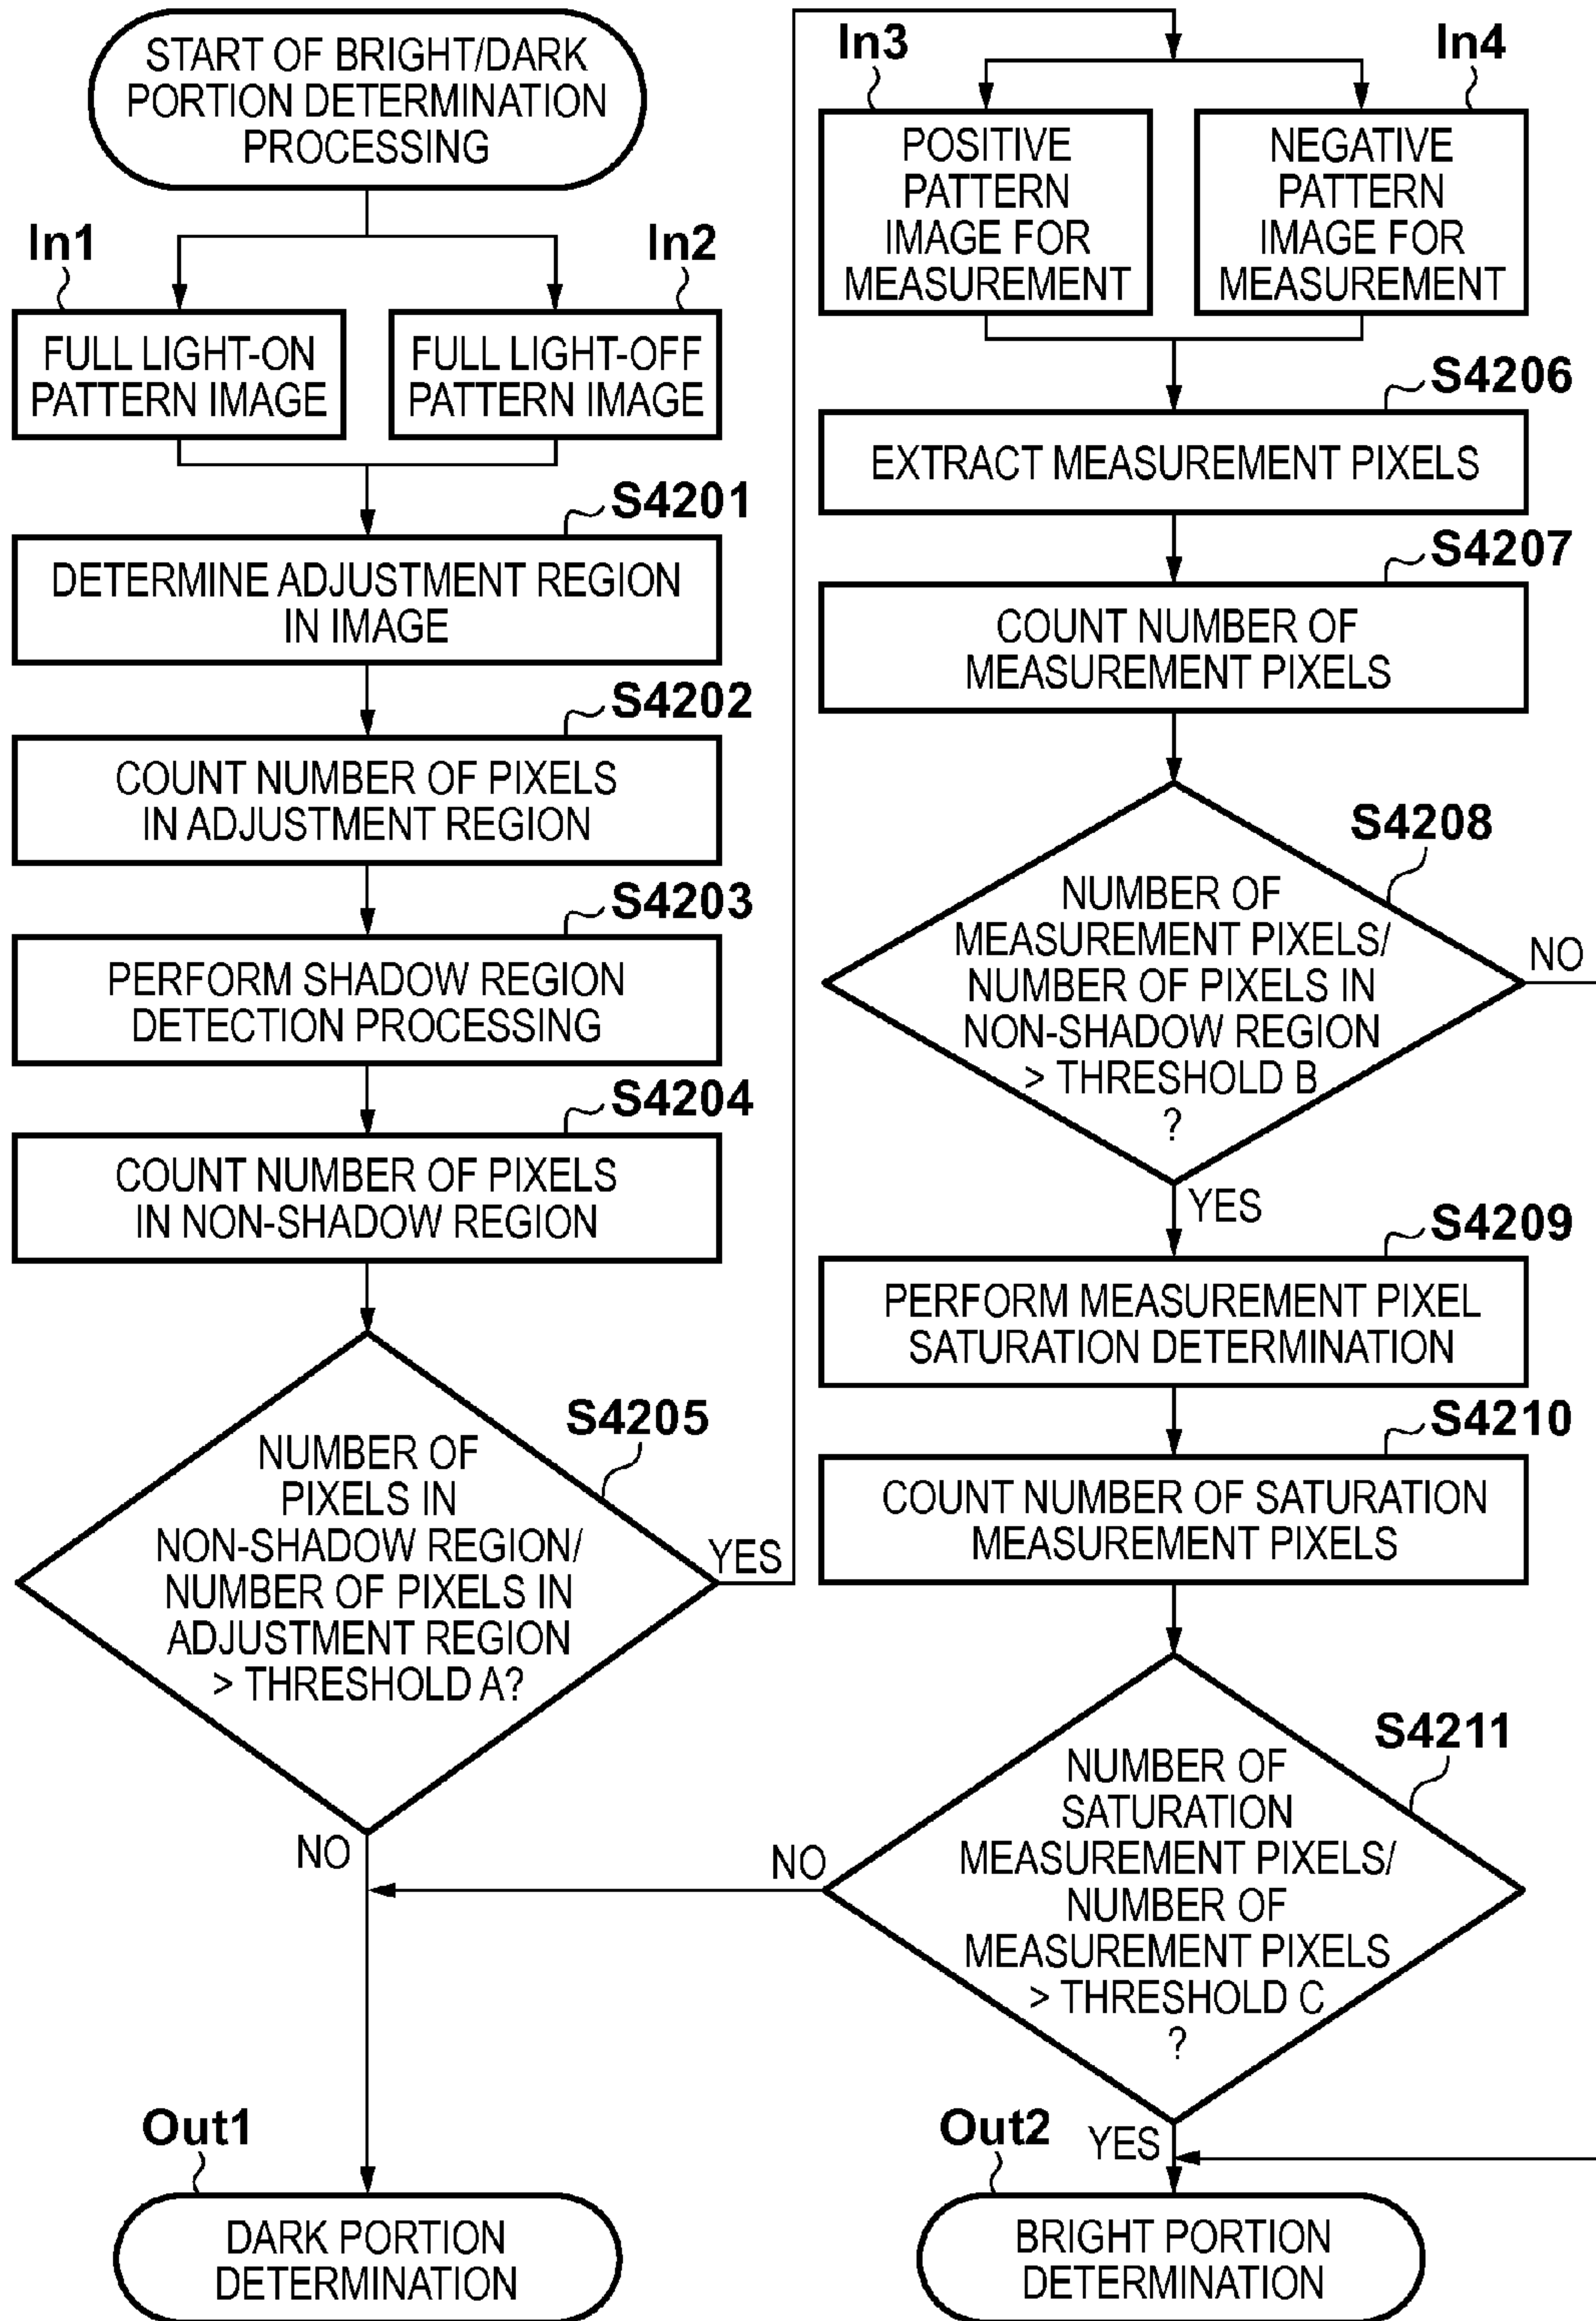 START OF BRIGHT/DARK
PORTION DETERMINATION
PROCESSING
In1
In2
FULL LIGHT-ON
PATTERN IMAGE
FULL LIGHT-OFF
PATTERN IMAGE
S4201
DETERMINE ADJUSTMENT REGION
IN IMAGE
S4202
COUNT NUMBER OF PIXELS
IN ADJUSTMENT REGION
S4203
PERFORM SHADOW REGION
DETECTION PROCESSING
S4204
COUNT NUMBER OF PIXELS
IN NON-SHADOW REGION
S4205
NUMBER OF
PIXELS IN
NON-SHADOW REGION/
NUMBER OF PIXELS IN
ADJUSTMENT REGION
> THRESHOLD A?
YES
NO
Out1
DARK PORTION
DETERMINATION
In3
In4
POSITIVE
PATTERN
IMAGE FOR
MEASUREMENT
NEGATIVE
PATTERN
IMAGE FOR
MEASUREMENT
S4206
EXTRACT MEASUREMENT PIXELS
S4207
COUNT NUMBER OF
MEASUREMENT PIXELS
S4208
NUMBER OF
MEASUREMENT PIXELS/
NUMBER OF PIXELS IN
NON-SHADOW REGION
> THRESHOLD B
?
NO
YES
S4209
PERFORM MEASUREMENT PIXEL
SATURATION DETERMINATION
S4210
COUNT NUMBER OF SATURATION
MEASUREMENT PIXELS
S4211
NUMBER OF
SATURATION
MEASUREMENT PIXELS/
NUMBER OF
MEASUREMENT PIXELS
> THRESHOLD C
?
NO
YES
Out2
BRIGHT PORTION
DETERMINATION